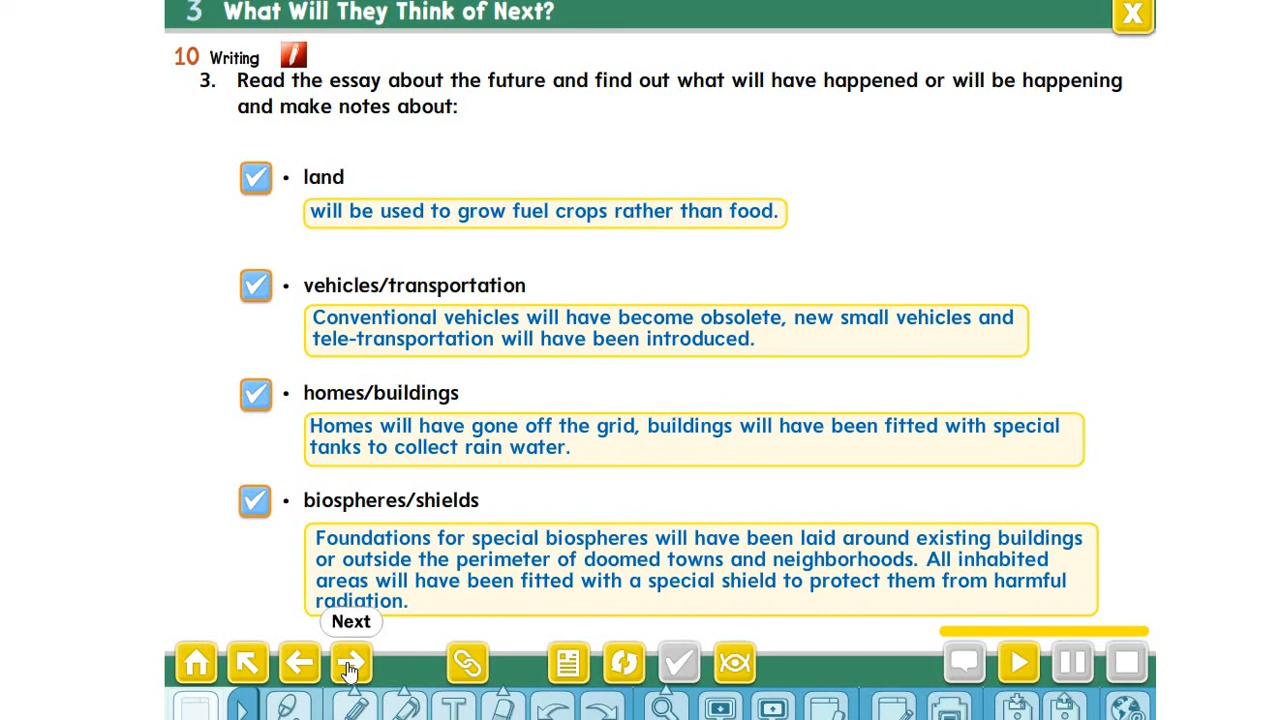 3 What Will They Think of Next?
X
10 Writing
3. Read the essay about the future and find out what will have happened or will be happening
and make notes about:
• land
will be used to grow fuel crops rather than food.
• vehicles/transportation
Conventional vehicles will have become obsolete, new small vehicles and
tele-transportation will have been introduced.
• homes/buildings
Homes will have gone off the grid, buildings will have been fitted with special
tanks to collect rain water.
• biospheres/shields
Foundations for special biospheres will have been laid around existing buildings
or outside the perimeter of doomed towns and neighborhoods. All inhabited
areas will have been fitted with a special shield to protect them from harmful
radiation.
Next
T